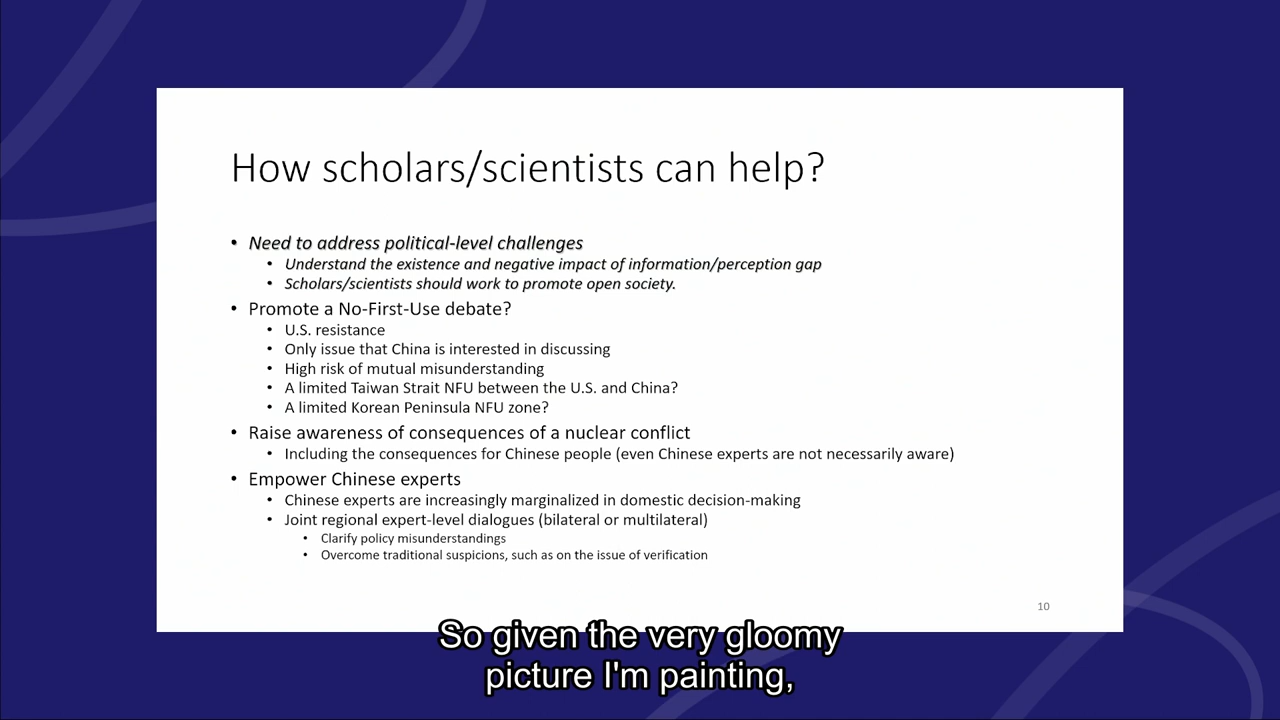 How scholars/scientists can help?
• Need to address political-level challenges
• Understand the existence and negative impact of information/perception gap
• Scholars/scientists should work to promote open society.
• Promote a No-First-Use debate?
• U.S. resistance
• Only issue that China is interested in discussing
• High risk of mutual misunderstanding
• A limited Taiwan Strait NFU between the U.S. and China?
• A limited Korean Peninsula NFU zone?
• Raise awareness of consequences of a nuclear conflict
• Including the consequences for Chinese people (even Chinese experts are not necessarily aware)
• Empower Chinese experts
• Chinese experts are increasingly marginalized in domestic decision-making
• Joint regional expert-level dialogues (bilateral or multilateral)
• Clarify policy misunderstandings
• Overcome traditional suspicions, such as on the issue of verification
10
So given the very gloomy
picture I'm painting,